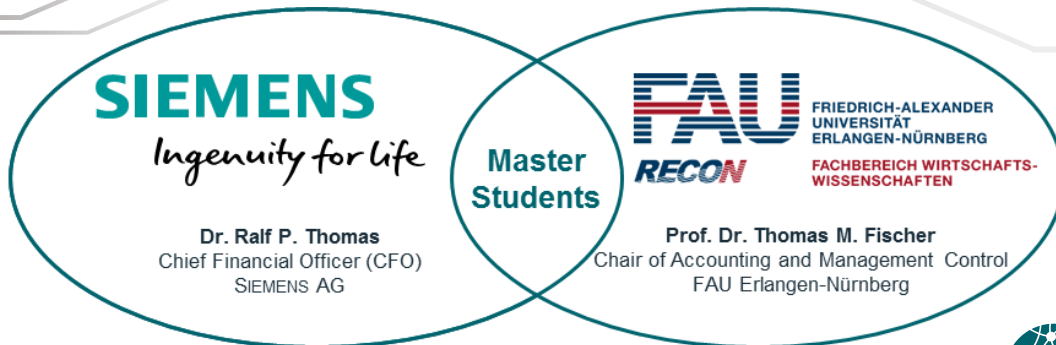 SIEMENS
Ingenuity for life
Dr. Ralf P. Thomas
Chief Financial Officer (CFO)
SIEMENS AG
Master
Students
FAU
FRIEDRICH-ALEXANDER
UNIVERSITÄT
ERLANGEN-NÜRNBERG
RECON
FACHBEREICH WIRTSCHAFTS-
WISSENSCHAFTEN
Prof. Dr. Thomas M. Fischer
Chair of Accounting and Management Control
FAU Erlangen-Nürnberg